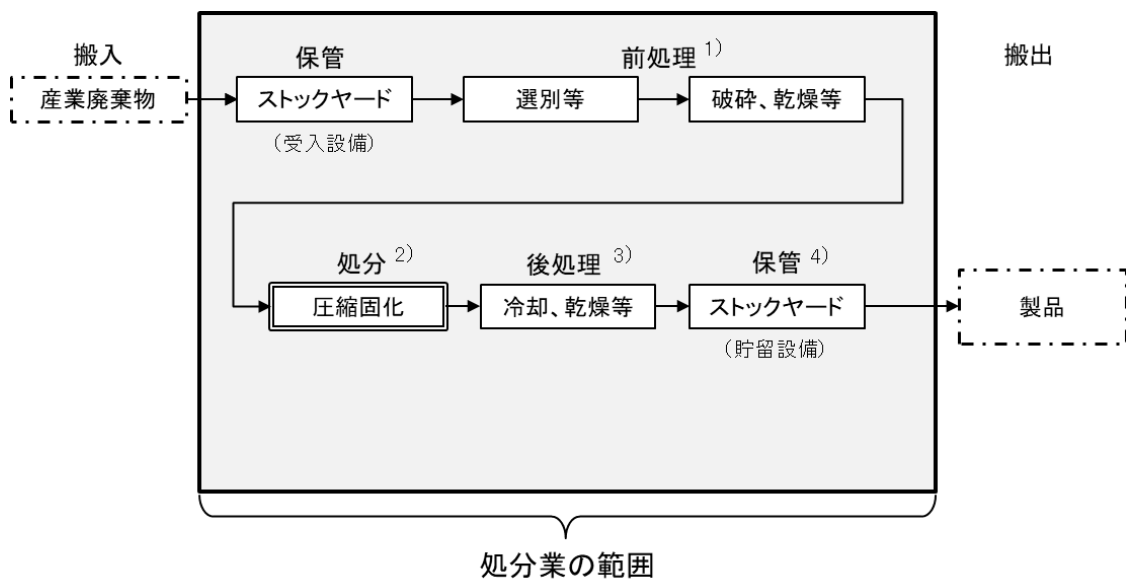 搬入
保管
前処理 1)
搬出
産業廃棄物
ストックヤード
選別等
破砕、乾燥等
（受入設備）
処分 2)
後処理 3)
保管 4)
圧縮固化
冷却、乾燥等
ストックヤード
製品
（貯留設備）
処分業の範囲